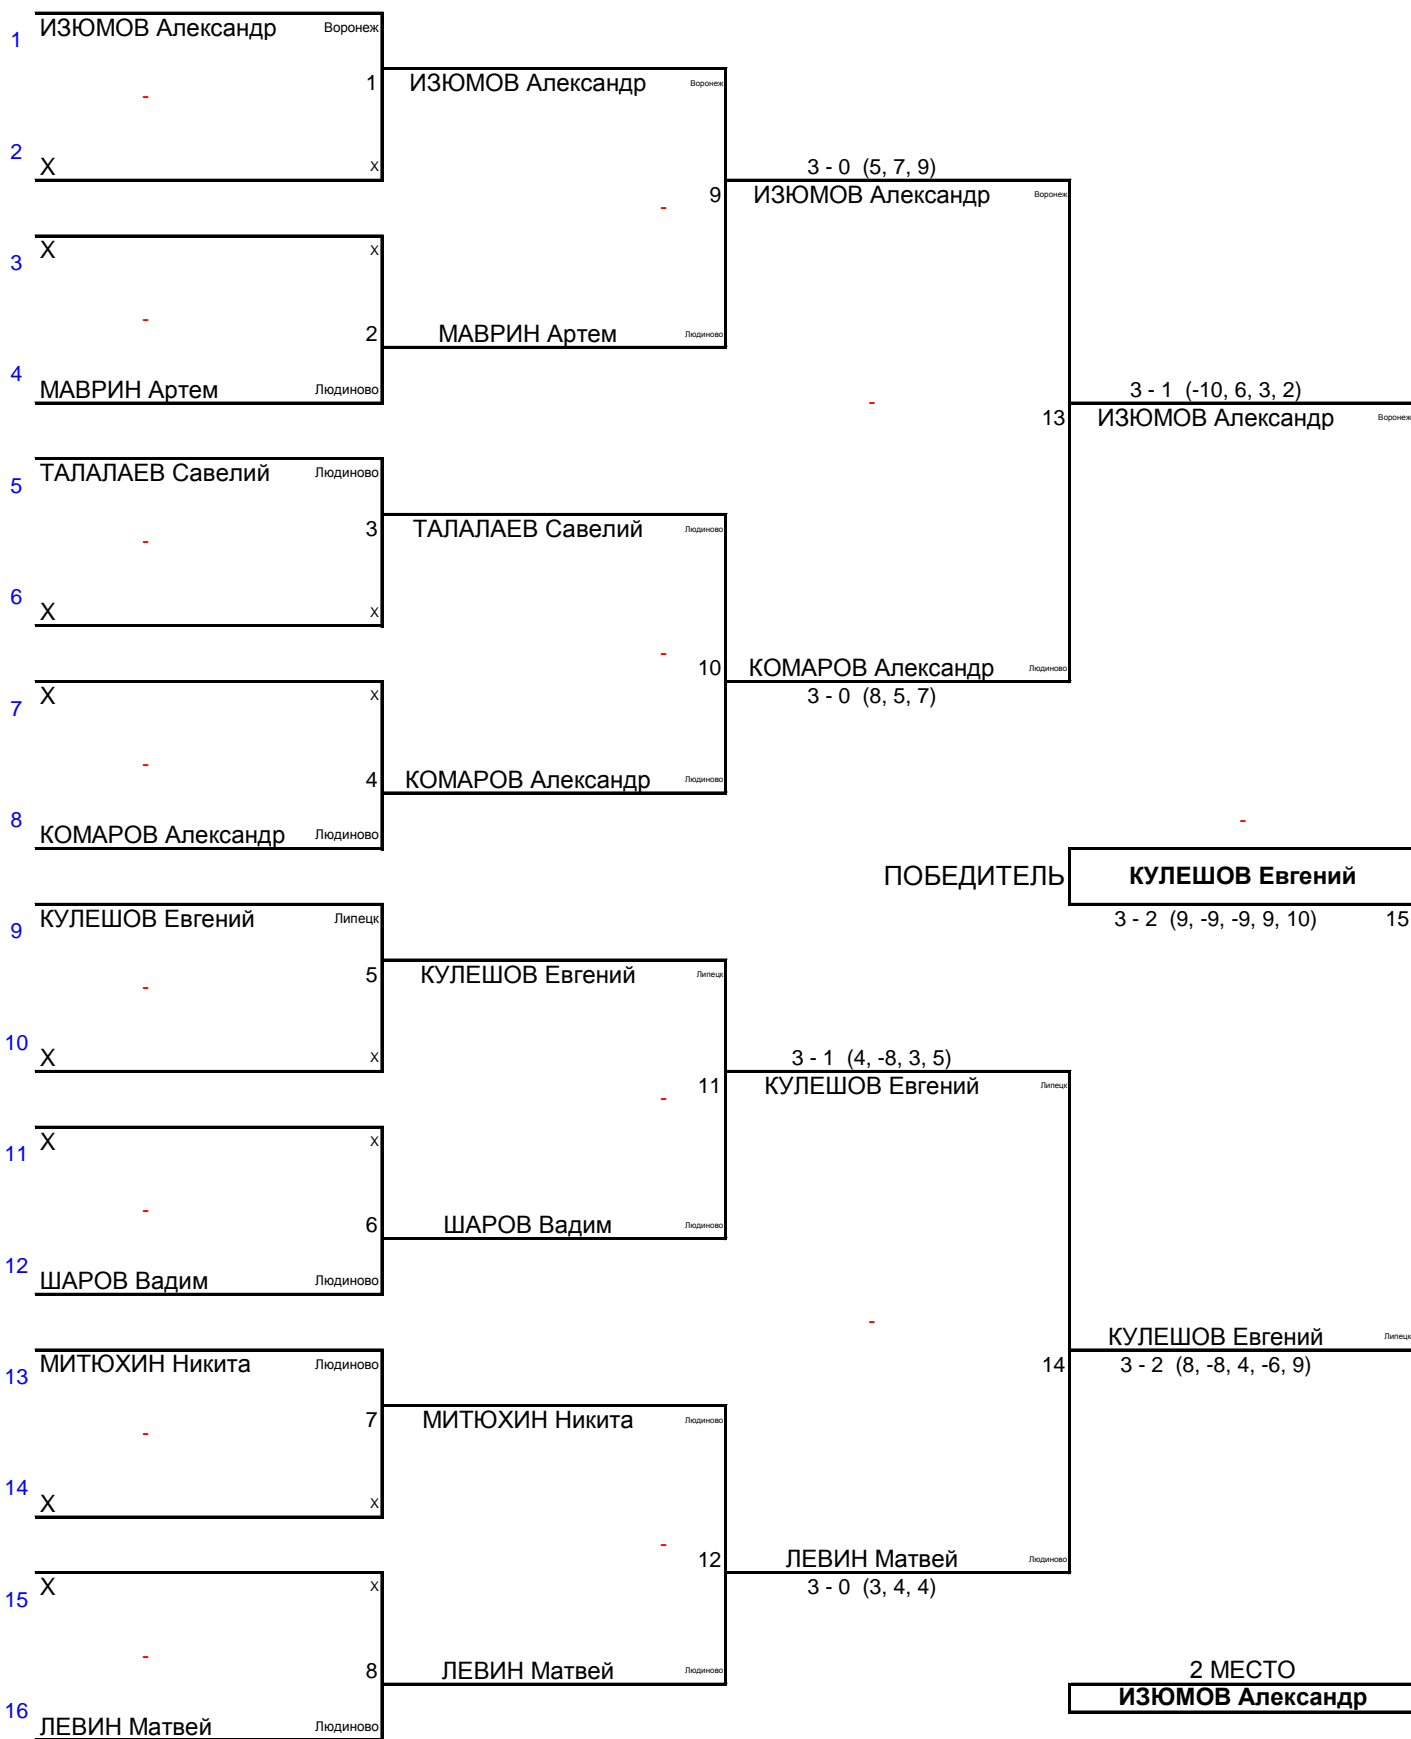 ИЗЮМОВ Александр Воронеж
1
1 ИЗЮМОВ Александр Воронеж
-
2
X X
3 - 0 (5, 7, 9)
9 ИЗЮМОВ Александр Воронеж
-
X X
3
-
2 МАВРИН Артем Людиново
4
МАВРИН Артем Людиново
3 - 1 (-10, 6, 3, 2)
-
13 ИЗЮМОВ Александр Воронеж
ТАЛАЛАЕВ Савелий Людиново
5
3 ТАЛАЛАЕВ Савелий Людиново
-
6
X X
-
10 КОМАРОВ Александр Людиново
X X
3 - 0 (8, 5, 7)
7
-
4 КОМАРОВ Александр Людиново
8
КОМАРОВ Александр Людиново
-
ПОБЕДИТЕЛЬ КУЛЕШОВ Евгений
3 - 2 (9, -9, -9, 9, 10) 15
КУЛЕШОВ Евгений Липецк
9
5 КУЛЕШОВ Евгений Липецк
-
10
X X
3 - 1 (4, -8, 3, 5)
11 КУЛЕШОВ Евгений Липецк
-
X X
11
-
6 ШАРОВ Вадим Людиново
12
ШАРОВ Вадим Людиново
-
КУЛЕШОВ Евгений Липецк
14 3 - 2 (8, -8, 4, -6, 9)
МИТЮХИН Никита Людиново
13
7 МИТЮХИН Никита Людиново
-
14
X X
-
12 ЛЕВИН Матвей Людиново
3 - 0 (3, 4, 4)
X X
15
-
8 ЛЕВИН Матвей Людиново
16
ЛЕВИН Матвей Людиново
2 МЕСТО
ИЗЮМОВ Александр